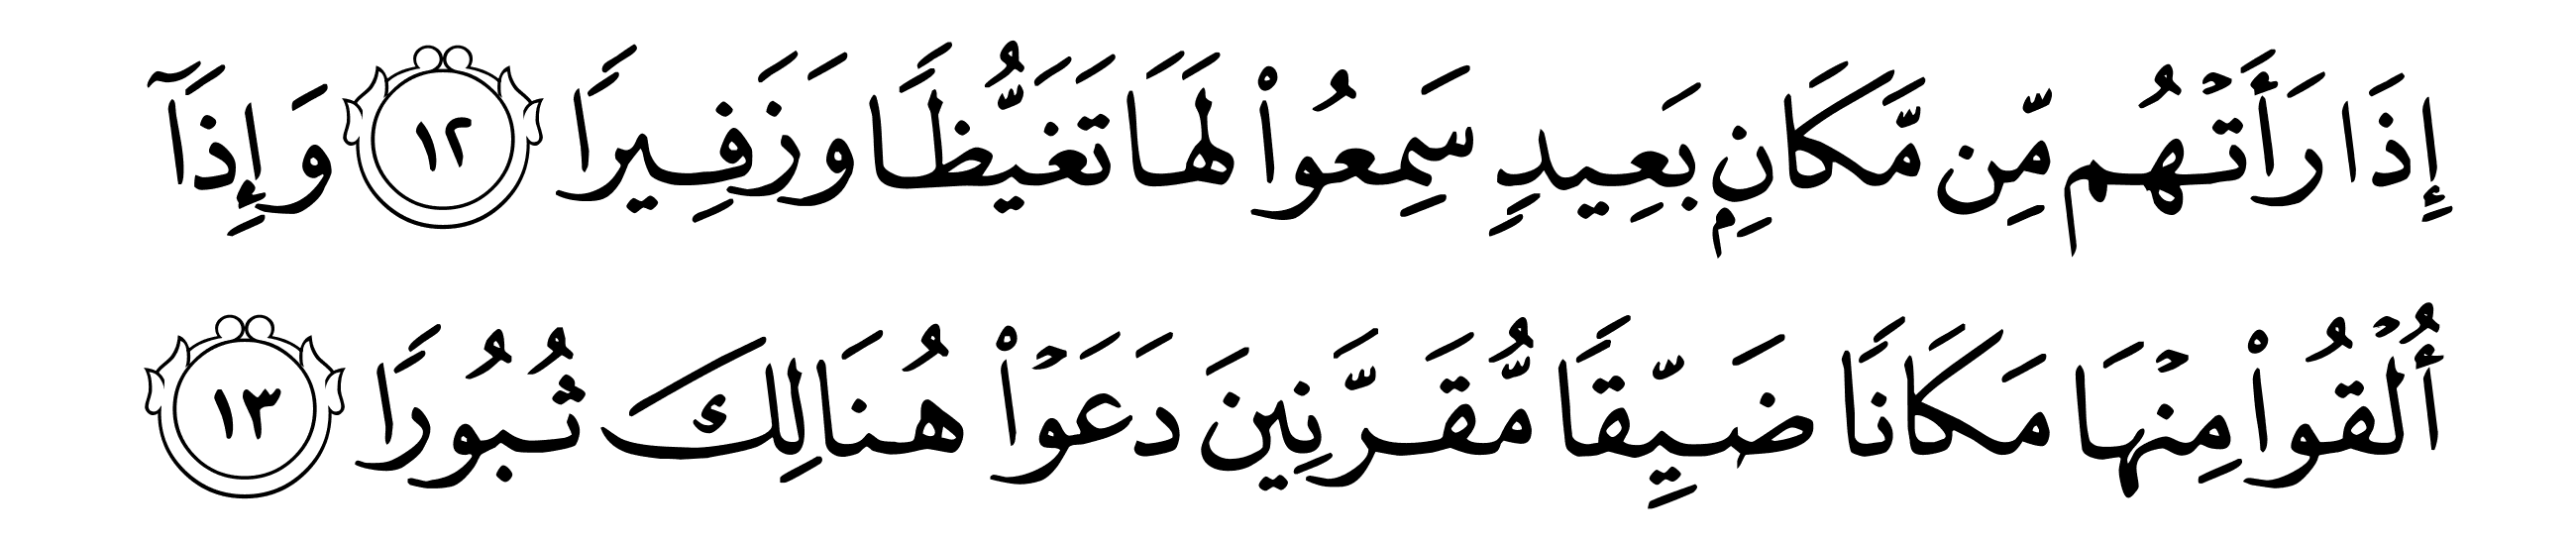 إِذَا رَأَتۡهُم مِّن مَّكَانِۭ بَعِيدٖ سَمِعُواْ لَهَا تَغَيُّظٗا وَزَفِيرٗا ١٢ وَإِذَآ
أُلۡقُواْ مِنۡهَا مَكَانٗا ضَيِّقٗا مُّقَرَّنِينَ دَعَوۡاْ هُنَالِكَ ثُبُورٗا ١٣